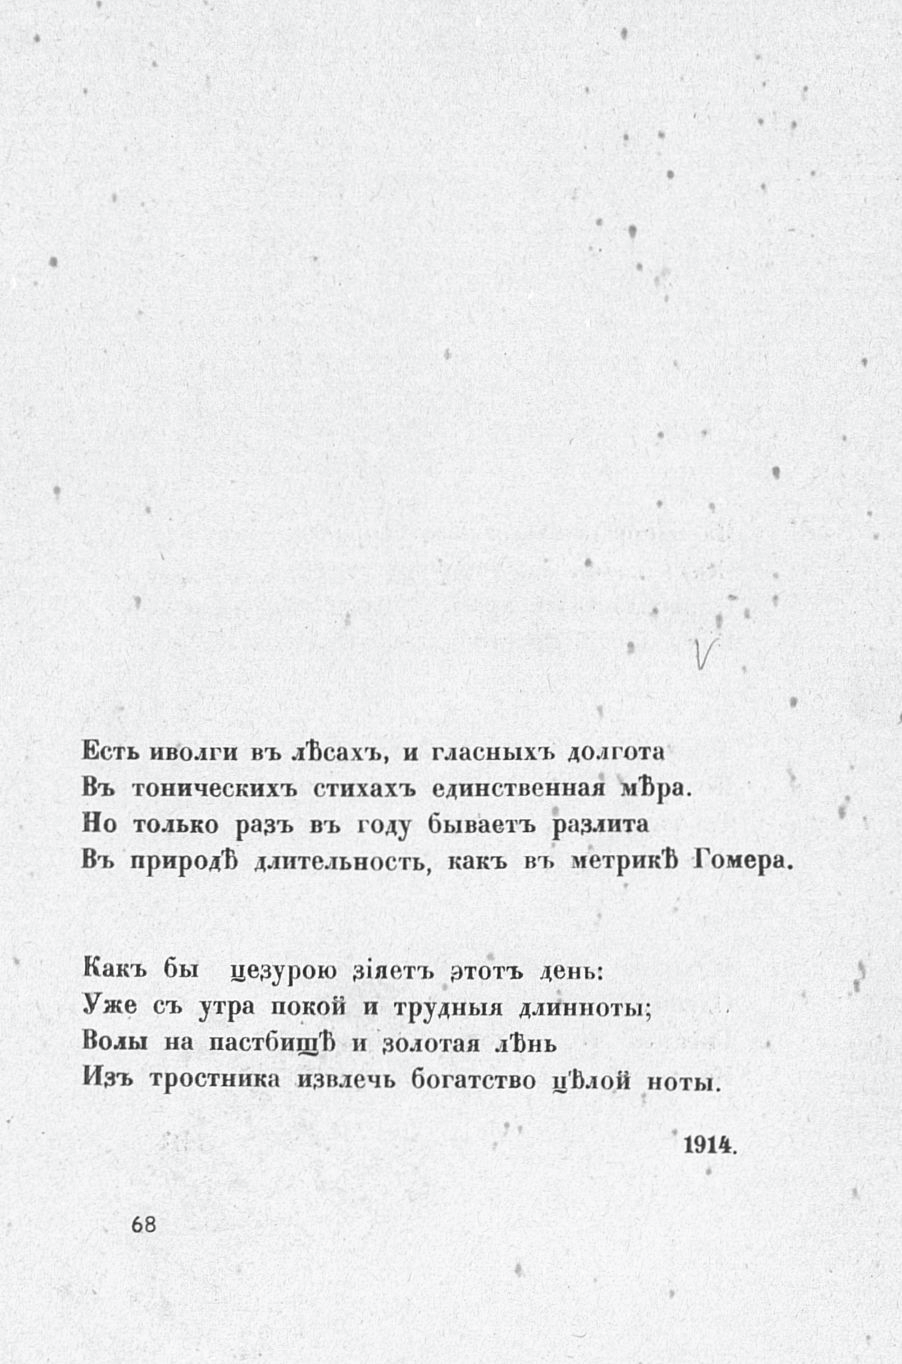 Есть иволги въ лѣсахъ, и гласныхъ долгота
Въ тоническихъ стихахъ единственная мѣра.
Но только разъ въ году бываетъ разлита
Въ природѣ длительность, какъ въ метрикѣ Гомера.
Какъ бы цезурою зіяетъ этотъ день:
Уже съ утра покой и трудныя длинноты;
Волы на пастбищѣ и золотая лѣнь
Изъ тростника извлечь богатство цѣлой ноты.
1914.
68